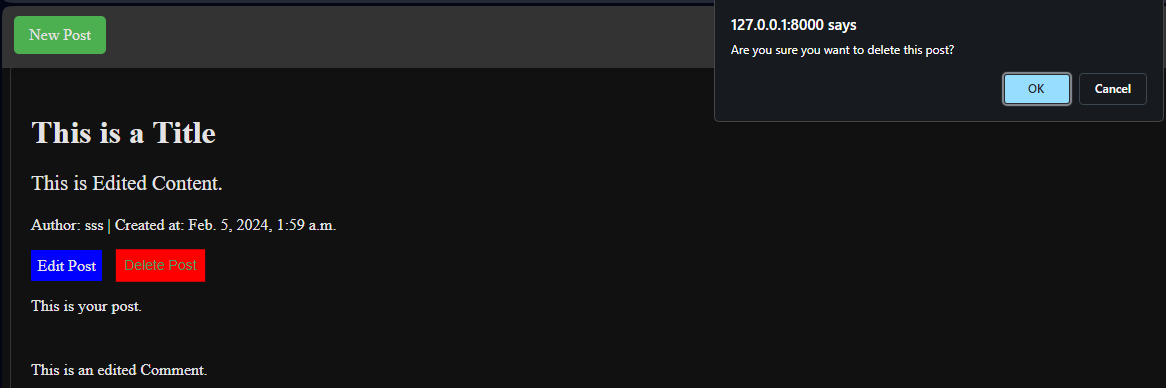 New Post
127.0.0.1:8000 says
Are you sure you want to delete this post?
OK Cancel
This is a Title
This is Edited Content.
Author: sss | Created at: Feb. 5, 2024, 1:59 a.m.
Edit Post Delete Post
This is your post.
This is an edited Comment.